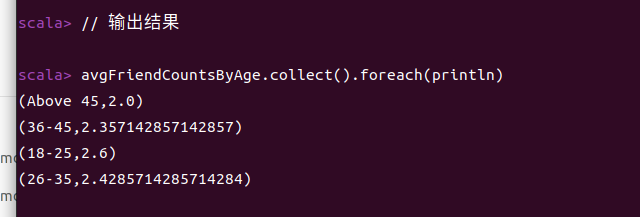 scala> // 输出结果
scala> avgFriendCountsByAge.collect().foreach(println)
(Above 45,2.0)
(36-45,2.357142857142857)
(18-25,2.6)
(26-35,2.4285714285714284)